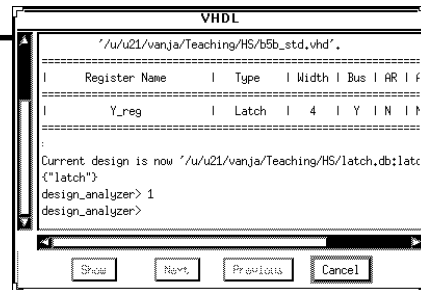 VHDL
'/u/u21/vanja/Teaching/HS/b5b_std.vhd'.
===============================================
| Register Name | Type | Width | Bus | AR |
===============================================
| Y_reg | Latch | 4 | Y | N |
===============================================
:
Current design is now '/u/u21/vanja/Teaching/HS/latch.db:latc
{"latch"}
design_analyzer> 1
design_analyzer>
Show Next Previous Cancel